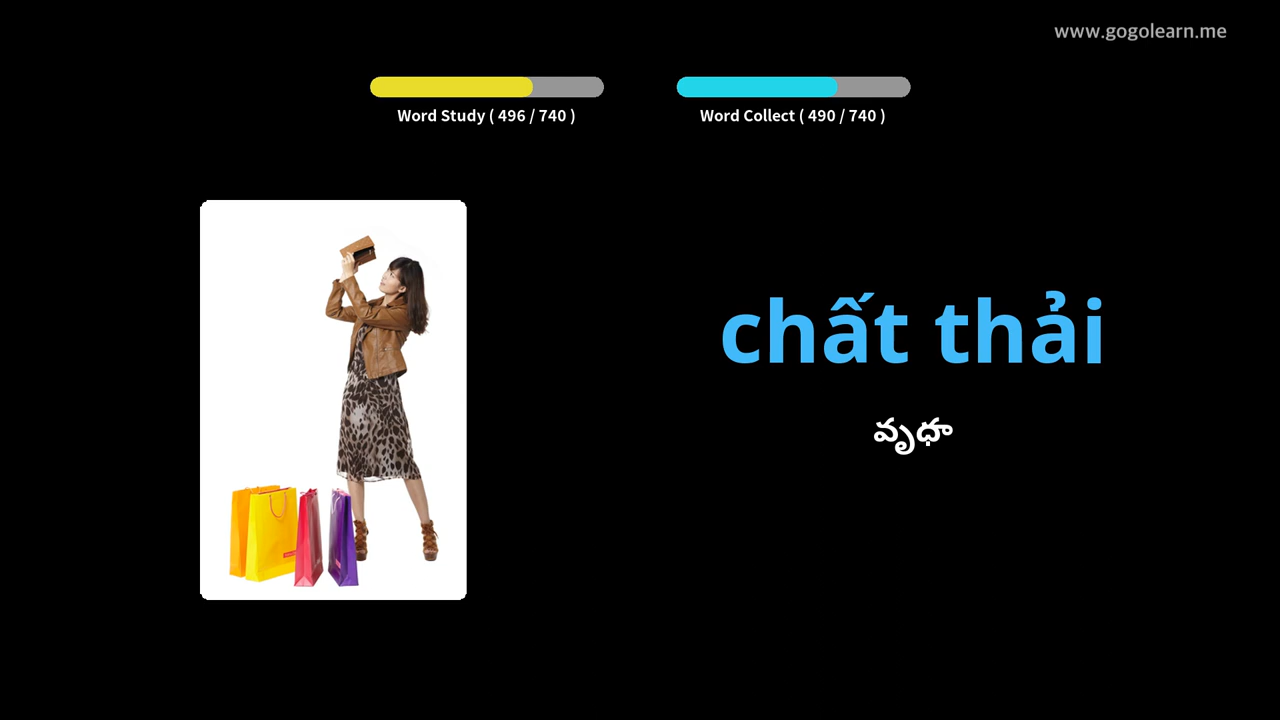 www.gogolearn.me
Word Study ( 496 / 740 )
Word Collect ( 490 / 740 )
chất thải
వృధా